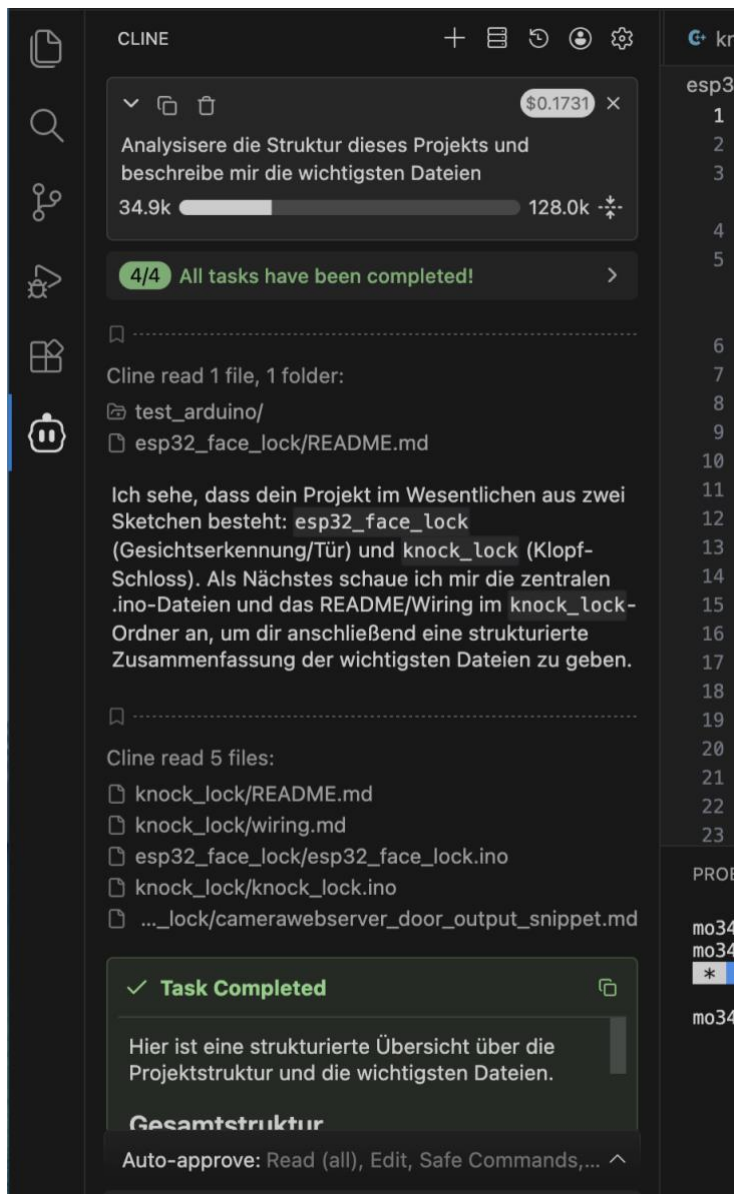 CLINE
$0.1731
Analysisere die Struktur dieses Projekts und
beschreibe mir die wichtigsten Dateien
34.9k 128.0k
4/4 All tasks have been completed!
Cline read 1 file, 1 folder:
test_arduino/
esp32_face_lock/README.md
Ich sehe, dass dein Projekt im Wesentlichen aus zwei
Sketchen besteht: esp32_face_lock
(Gesichtserkennung/Tür) und knock_lock (Klopf-
Schloss). Als Nächstes schaue ich mir die zentralen
.ino-Dateien und das README/Wiring im knock_lock-
Ordner an, um dir anschließend eine strukturierte
Zusammenfassung der wichtigsten Dateien zu geben.
Cline read 5 files:
knock_lock/README.md
knock_lock/wiring.md
esp32_face_lock/esp32_face_lock.ino
knock_lock/knock_lock.ino
..._lock/camerawebserver_door_output_snippet.md
Task Completed
Hier ist eine strukturierte Übersicht über die
Projektstruktur und die wichtigsten Dateien.
Gesamtstruktur
Auto-approve: Read (all), Edit, Safe Commands,...
kn
esp3
1
2
3
4
5
6
7
8
9
10
11
12
13
14
15
16
17
18
19
20
21
22
23
PROB
mo34
mo34
*
mo34